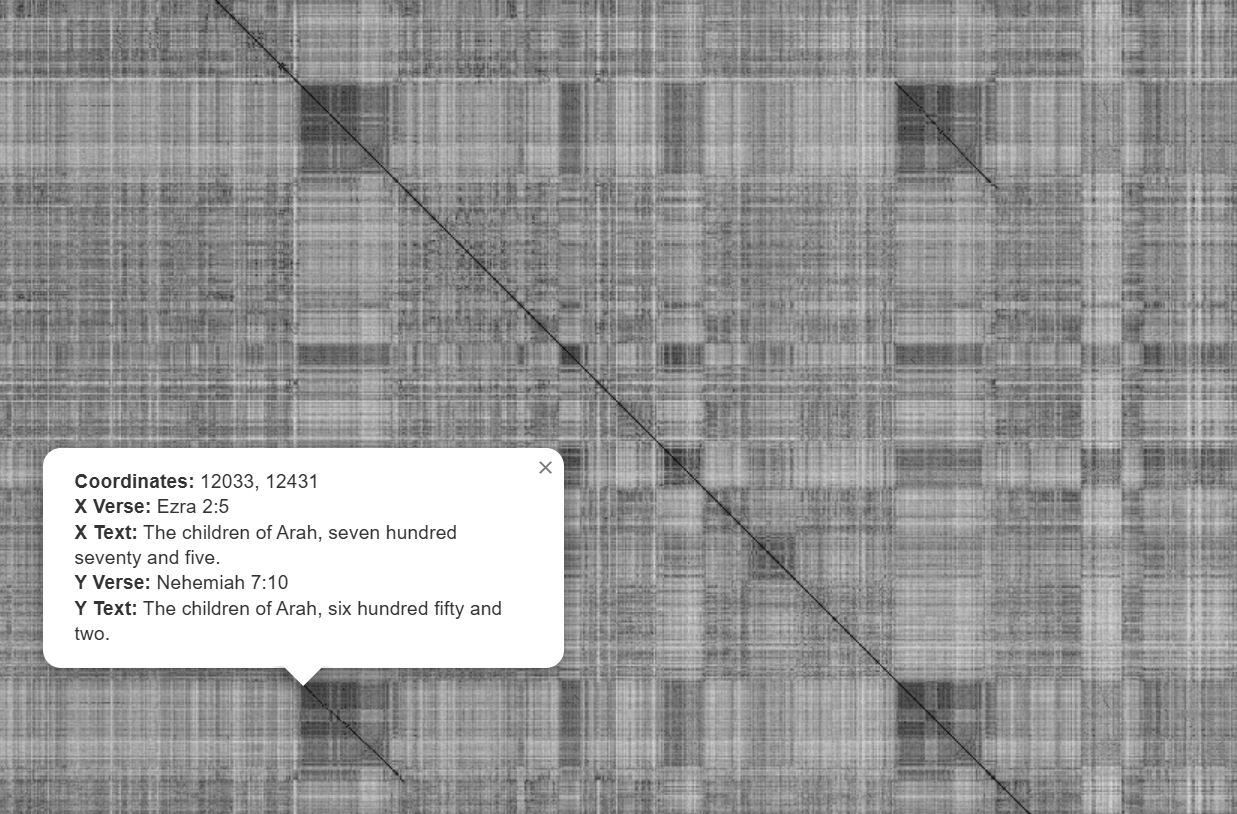 Coordinates: 12033, 12431
X Verse: Ezra 2:5
X Text: The children of Arah, seven hundred
seventy and five.
Y Verse: Nehemiah 7:10
Y Text: The children of Arah, six hundred fifty and
two.